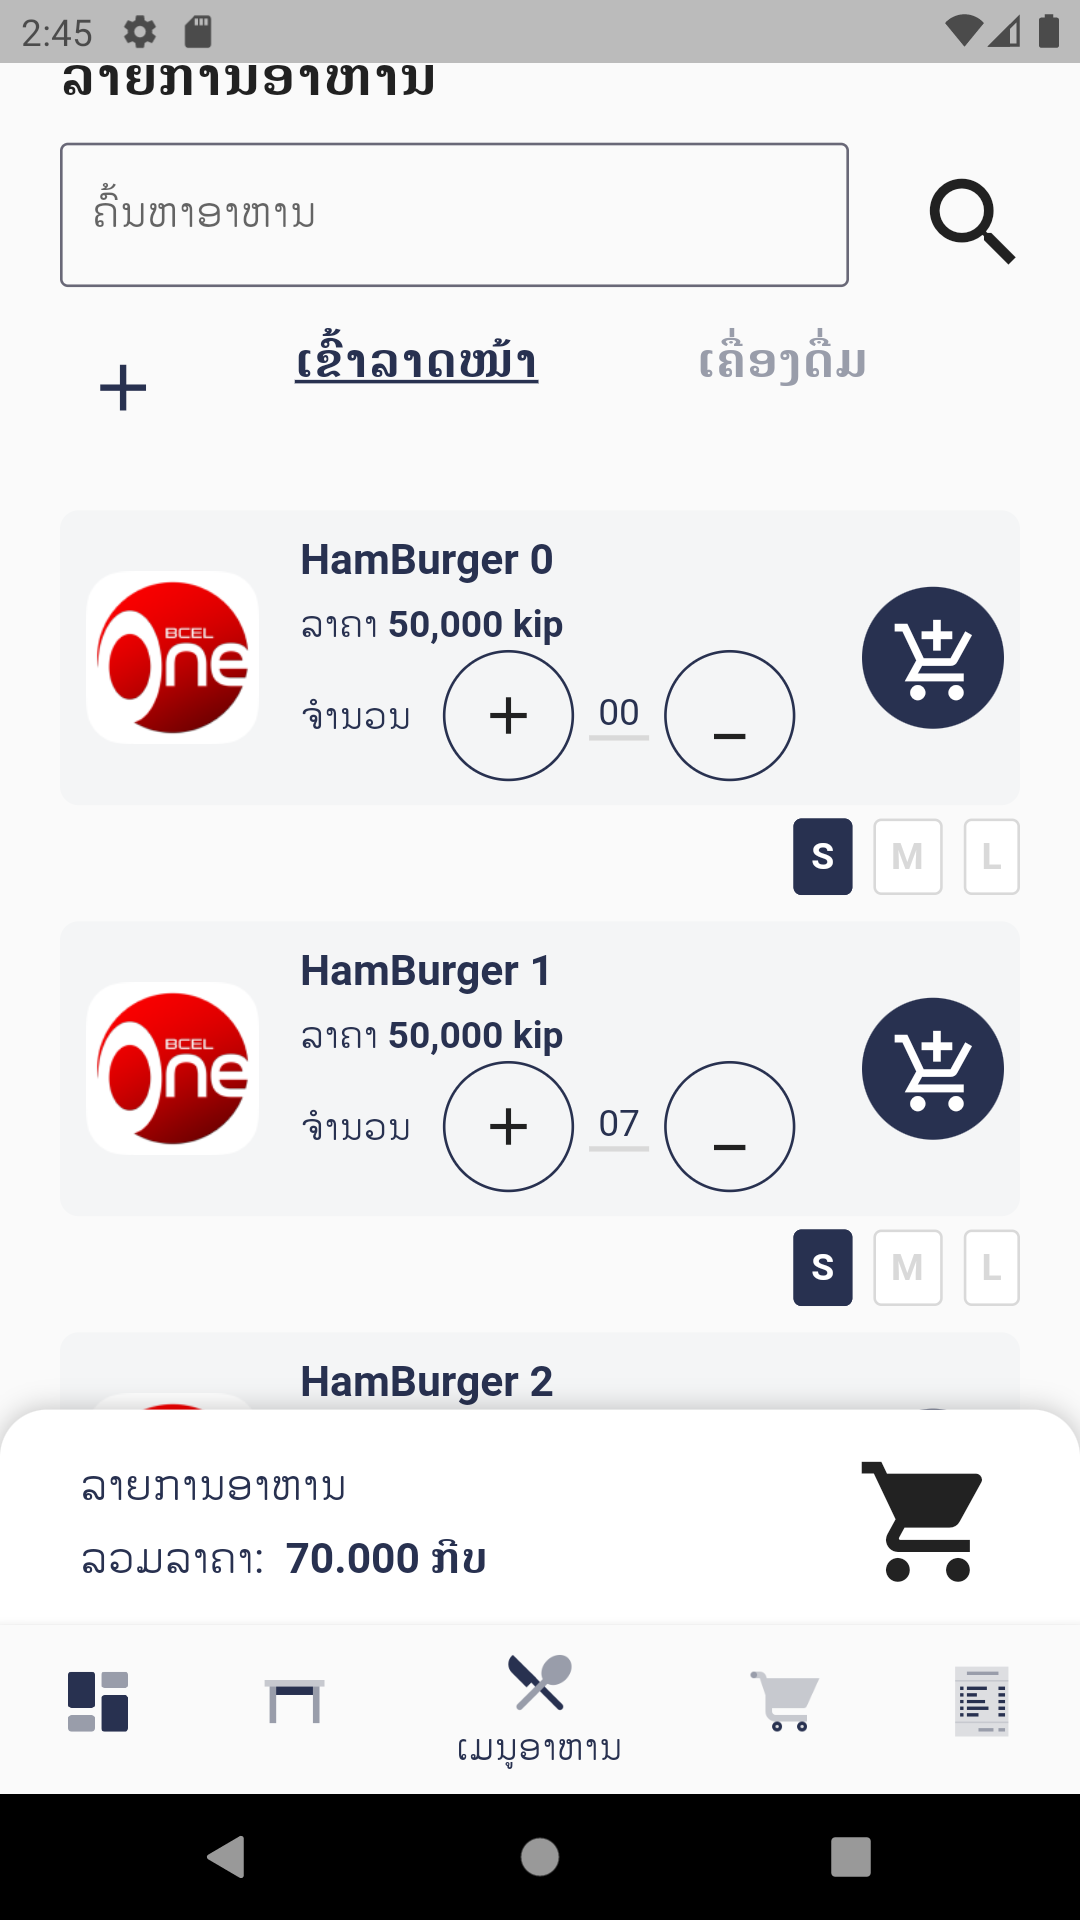 2:45
ລາຍການອາຫານ
ຄົ້ນຫາອາຫານ
ເຂົ້າລາດໜ້າ
ເຄື່ອງດື່ມ
HamBurger 0
BCEL
One
ລາຄາ 50,000 kip
ຈຳນວນ
00
S
M
L
HamBurger 1
BCEL
One
ລາຄາ 50,000 kip
ຈຳນວນ
07
S
M
L
HamBurger 2
ລາຍການອາຫານ
ລວມລາຄາ: 70.000 ກີບ
ເມນູອາຫານ